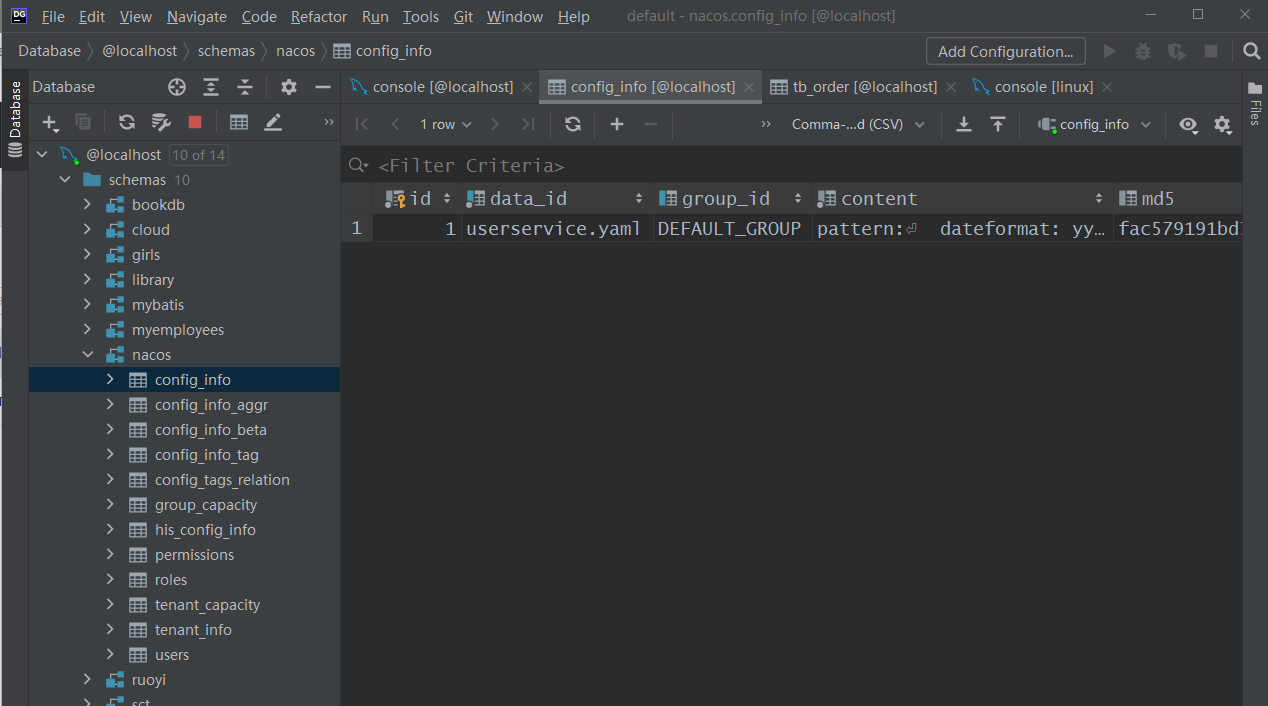 DG File Edit View Navigate Code Refactor Run Tools Git Window Help default - nacos.config_info [@localhost]
Database @localhost schemas nacos config_info Add Configuration...
Database
Database
console [@localhost] config_info [@localhost] tb_order [@localhost] console [linux]
Files
1 row Comma-...d (CSV) config_info
@localhost 10 of 14
<Filter Criteria>
schemas 10
id data_id group_id content md5
1 1 userservice.yaml DEFAULT_GROUP pattern:⏎ dateformat: yy…
bookdb
cloud
girls
library
mybatis
myemployees
nacos
config_info
config_info_aggr
config_info_beta
config_info_tag
config_tags_relation
group_capacity
his_config_info
permissions
roles
tenant_capacity
tenant_info
users
ruoyi